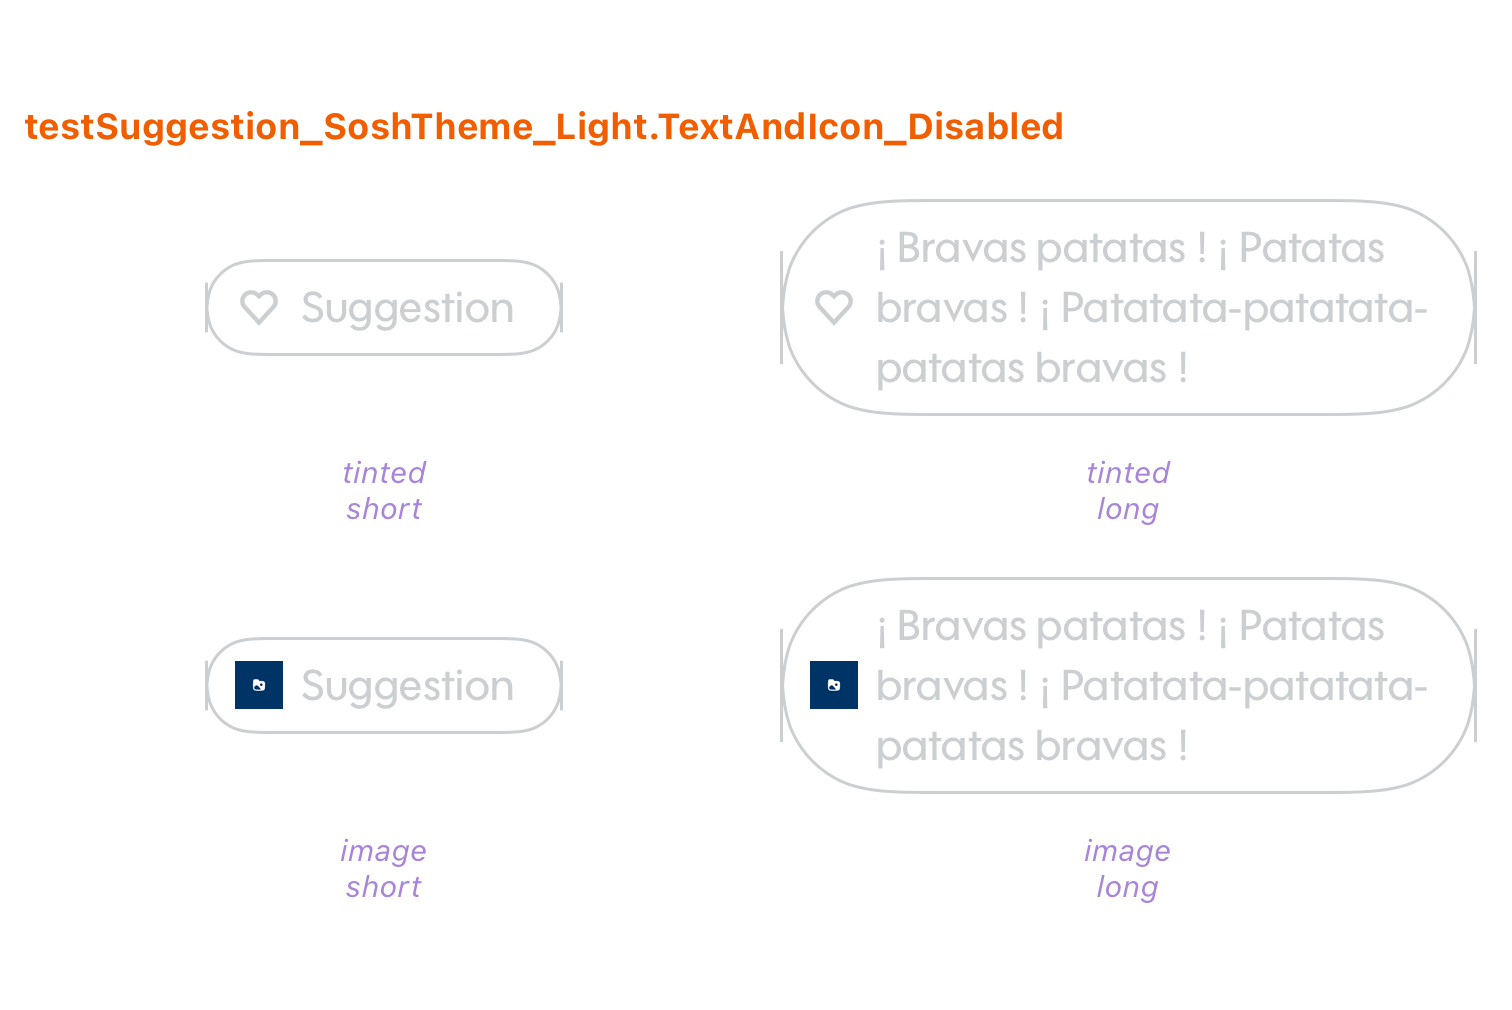 testSuggestion_SoshTheme_Light.TextAndIcon_Disabled
Suggestion
¡ Bravas patatas ! ¡ Patatas
bravas ! ¡ Patatata-patatata-
patatas bravas !
tinted
short
tinted
long
Suggestion
¡ Bravas patatas ! ¡ Patatas
bravas ! ¡ Patatata-patatata-
patatas bravas !
image
short
image
long